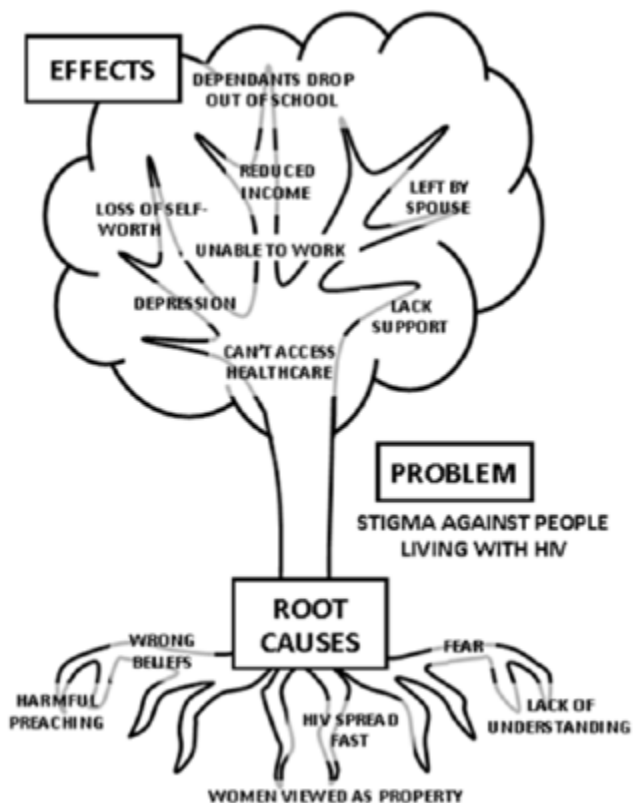 EFFECTS
DEPENDANTS DROP
OUT OF SCHOOL
REDUCED
INCOME
LEFT BY
SPOUSE
LOSS OF SELF-
WORTH
UNABLE TO WORK
DEPRESSION
LACK
SUPPORT
CAN'T ACCESS
HEALTHCARE
PROBLEM
STIGMA AGAINST PEOPLE
LIVING WITH HIV
ROOT
CAUSES
WRONG
BELIEFS
FEAR
HARMFUL
PREACHING
HIV SPREAD
FAST
LACK OF
UNDERSTANDING
WOMEN VIEWED AS PROPERTY